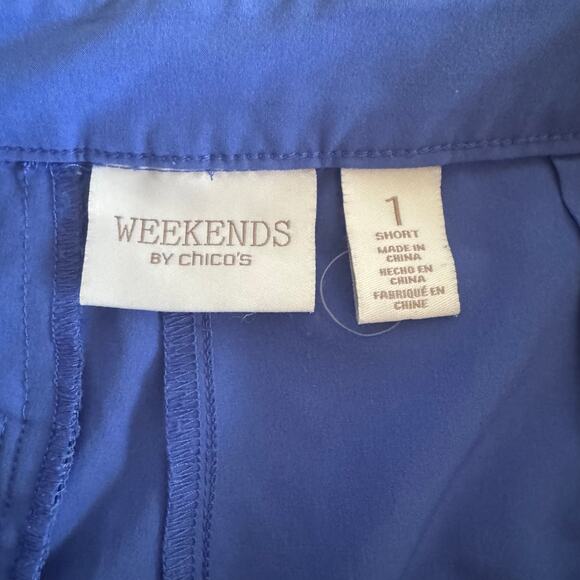 WEEKENDS
BY chico's
1
SHORT
MADE IN
CHINA
HECHO EN
CHINA
FABRIQUÉ EN
CHINE